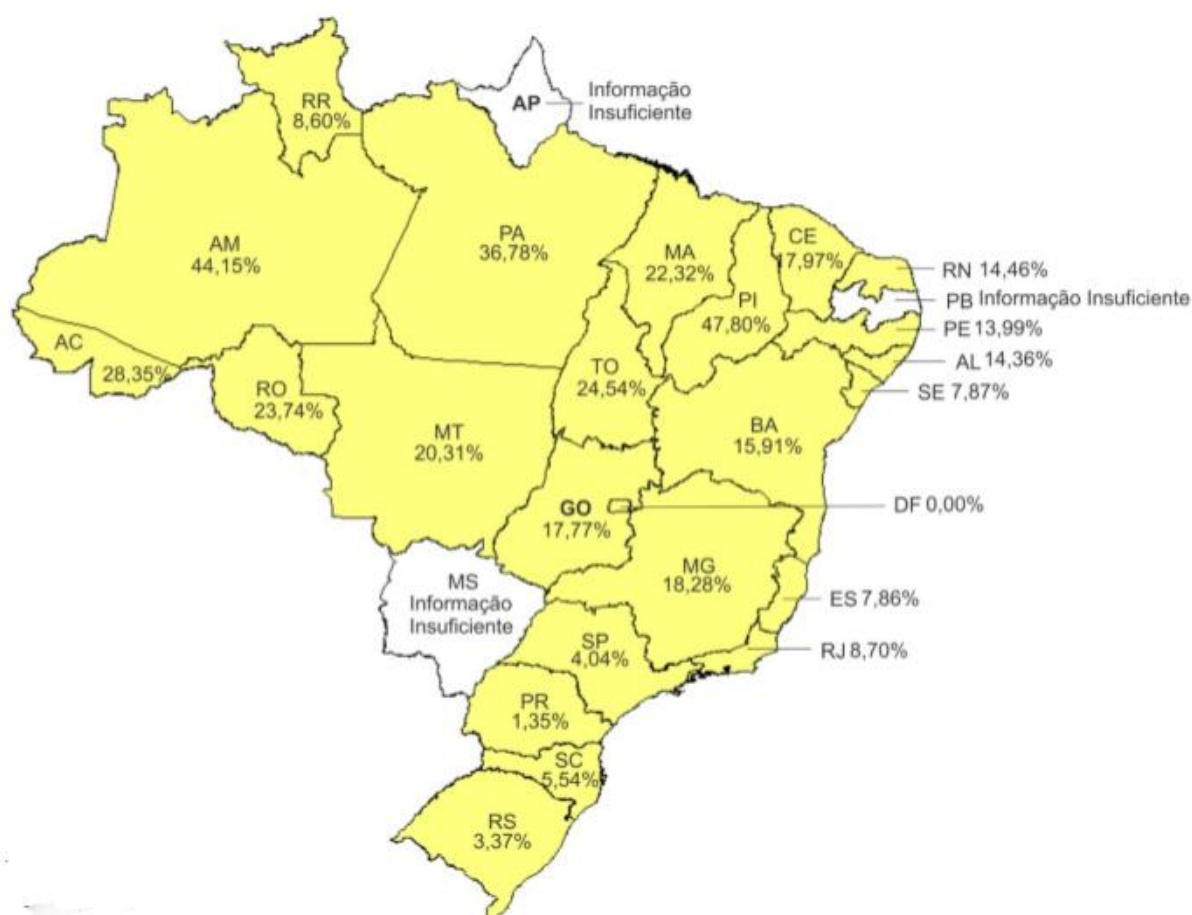 RR
8,60%
AP
Informação
Insuficiente
AM
44,15%
PA
36,78%
MA
22,32%
CE
17,97%
RN 14,46%
PI
47,80%
PB Informação Insuficiente
PE 13,99%
AC
28,35%
AL 14,36%
RO
23,74%
TO
24,54%
SE 7,87%
MT
20,31%
BA
15,91%
DF 0,00%
GO
17,77%
MG
18,28%
MS
Informação
Insuficiente
ES 7,86%
SP
4,04%
RJ 8,70%
PR
1,35%
SC
5,54%
RS
3,37%